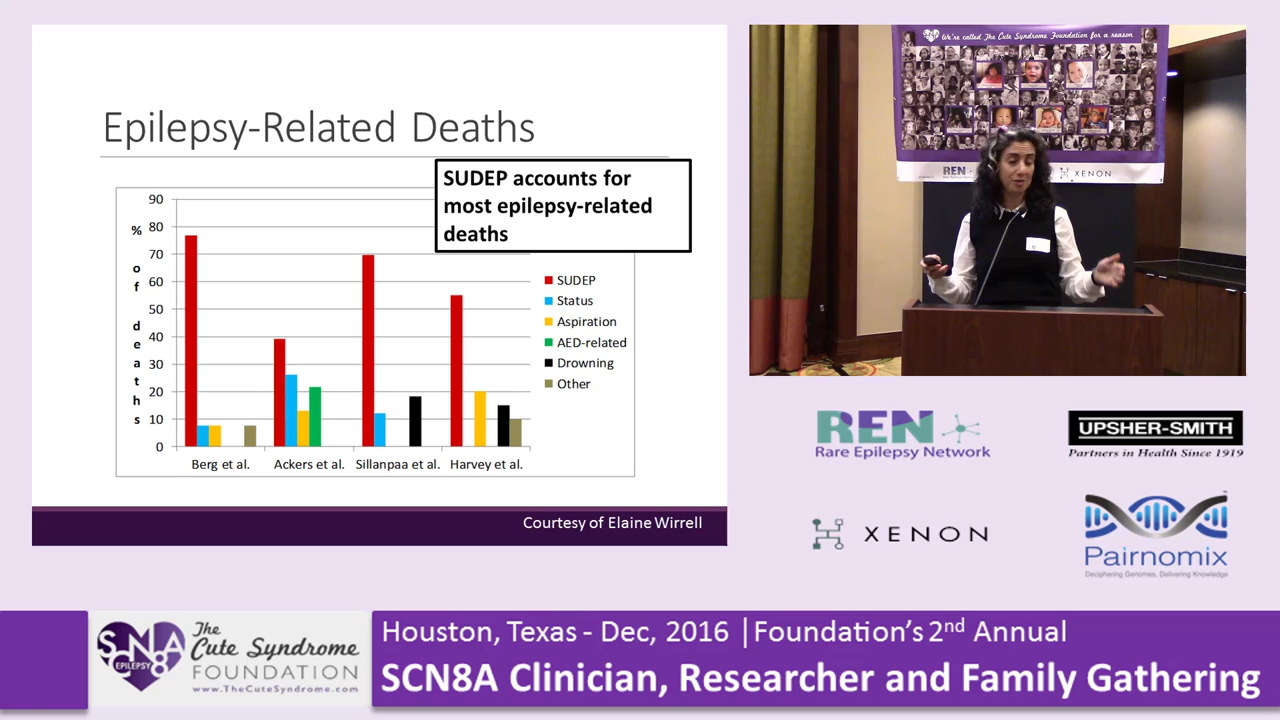 Epilepsy-Related Deaths
SUDEP accounts for
most epilepsy-related
deaths
% of deaths
90
80
70
60
50
40
30
20
10
0
Berg et al.
Ackers et al.
Sillanpaa et al.
Harvey et al.
SUDEP
Status
Aspiration
AED-related
Drowning
Other
Courtesy of Elaine Wirrell
We're called The Cute Syndrome Foundation for a reason
REN
XENON
REN
Rare Epilepsy Network
UPSHER-SMITH
Partners in Health Since 1919
XENON
Pairnomix
Deciphering Genomes, Delivering Knowledge
SCN8A
EPILEPSY
The
Cute Syndrome
FOUNDATION
www.TheCuteSyndrome.com
Houston, Texas - Dec, 2016 |Foundation's 2nd Annual
SCN8A Clinician, Researcher and Family Gathering